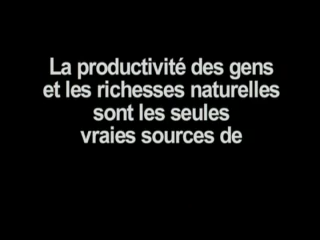 La productivité des gens
et les richesses naturelles
sont les seules
vraies sources de